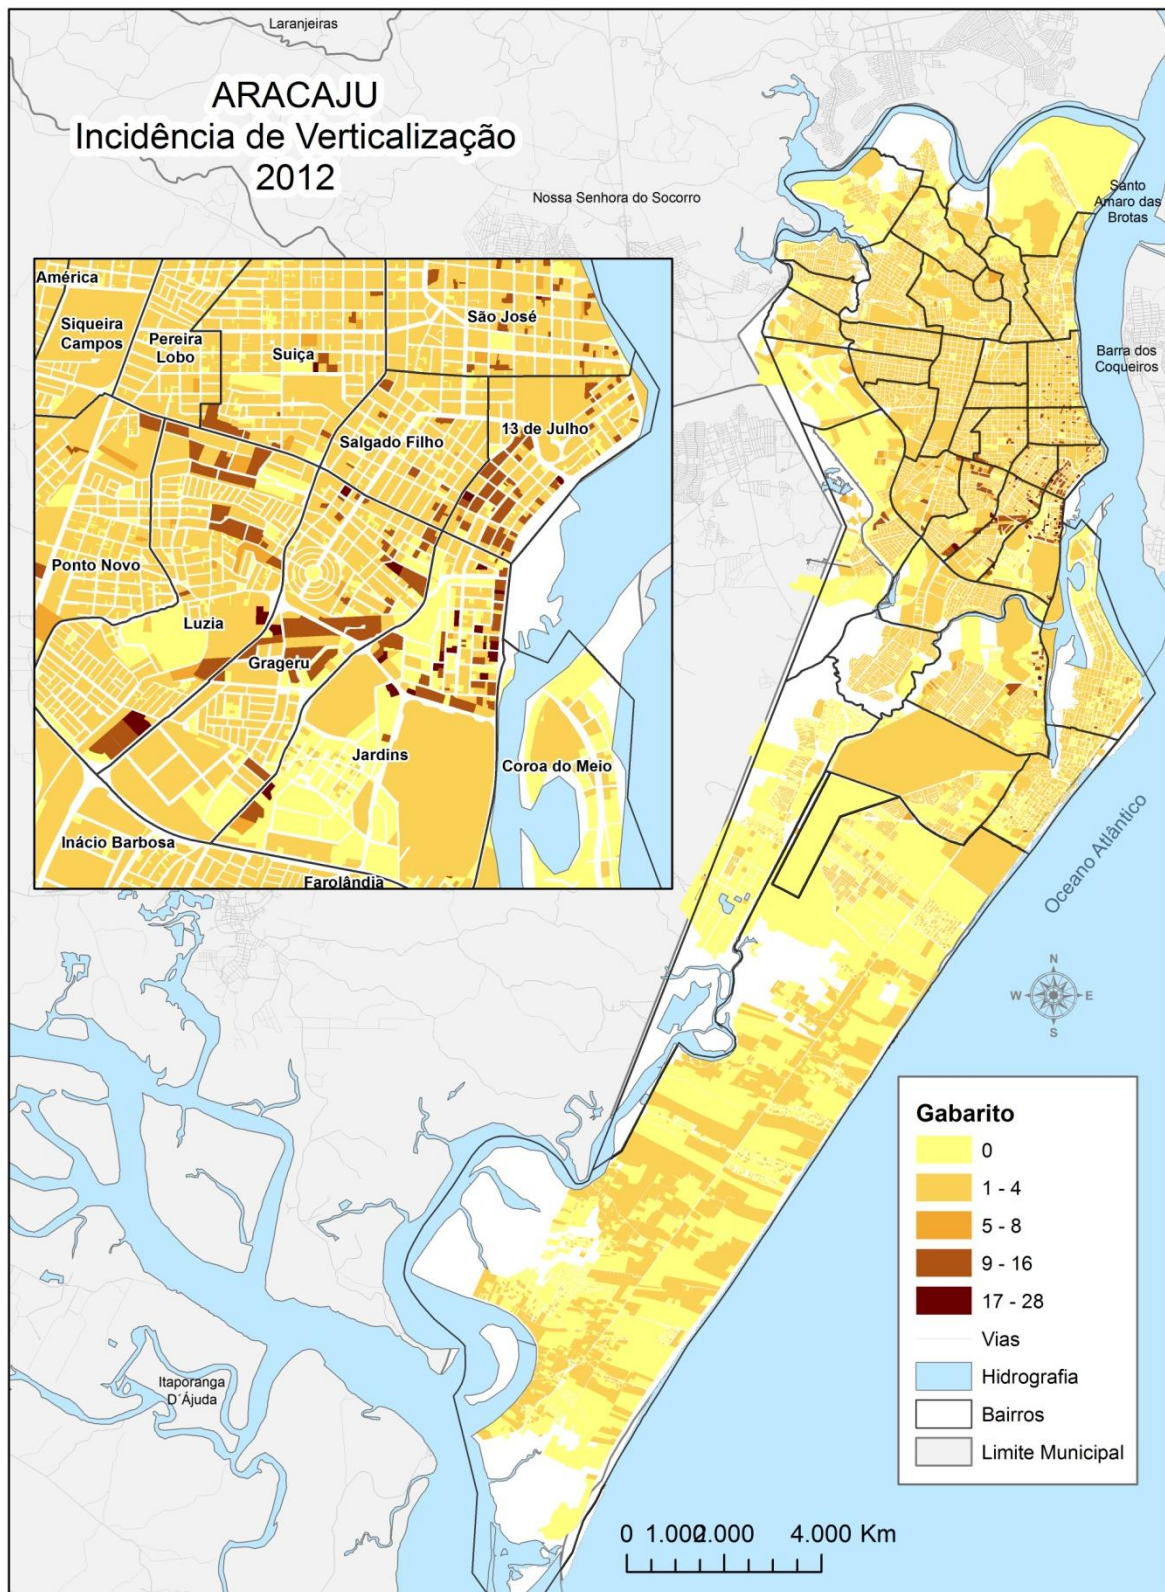 Laranjeiras
ARACAJU
Incidência de Verticalização
2012
Nossa Senhora do Socorro
Santo
Amaro das
Brotas
Barra dos
Coqueiros
América
Siqueira
Campos
Pereira
Lobo
Suiça
São José
Salgado Filho
13 de Julho
Ponto Novo
Luzia
Grageru
Jardins
Coroa do Meio
Inácio Barbosa
Farolândia
Oceano Atlântico
N
W
E
S
Itaporanga
D´Ájuda
Gabarito
0
1 - 4
5 - 8
9 - 16
17 - 28
Vias
Hidrografia
Bairros
Limite Municipal
0 1.000 2.000 4.000 Km